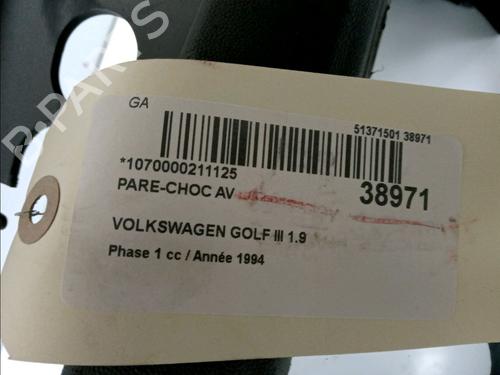 B-PARTS
GA
51371501 38971
*1070000211125
PARE-CHOC AV
38971
VOLKSWAGEN GOLF III 1.9
Phase 1 cc / Année 1994